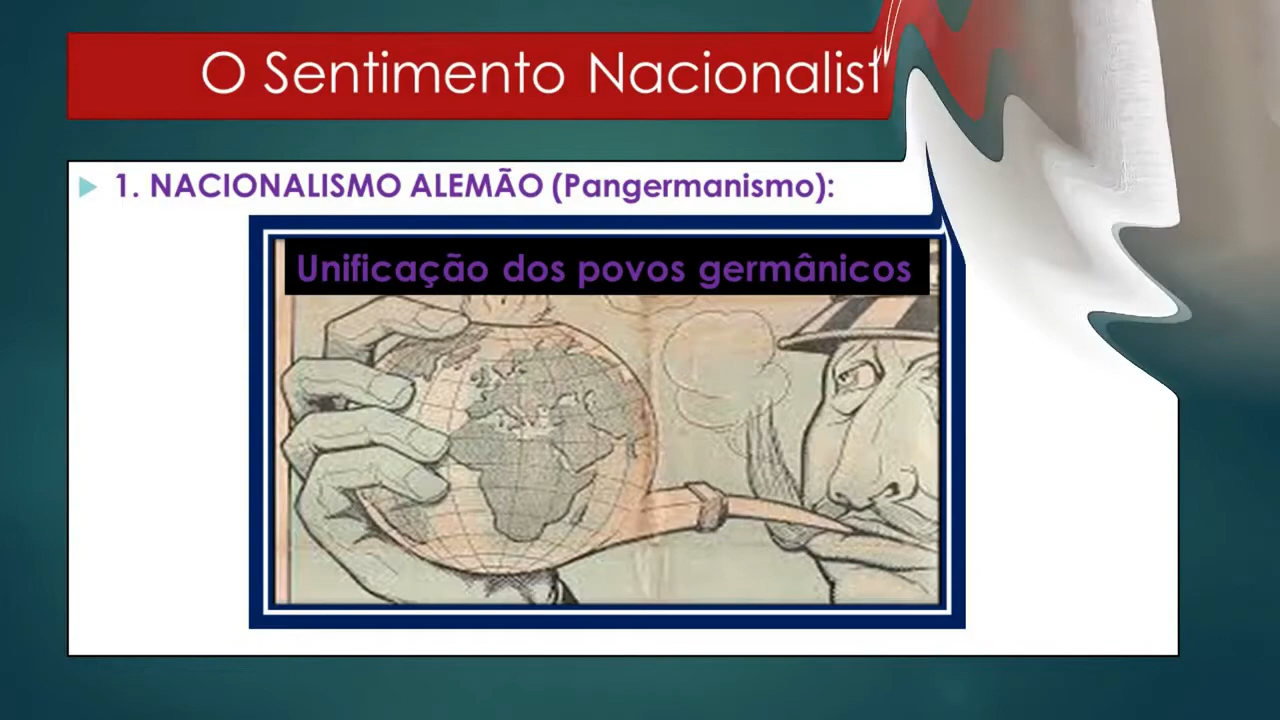 O Sentimento Nacionalist
1. NACIONALISMO ALEMÃO (Pangermanismo):
Unificação dos povos germânicos